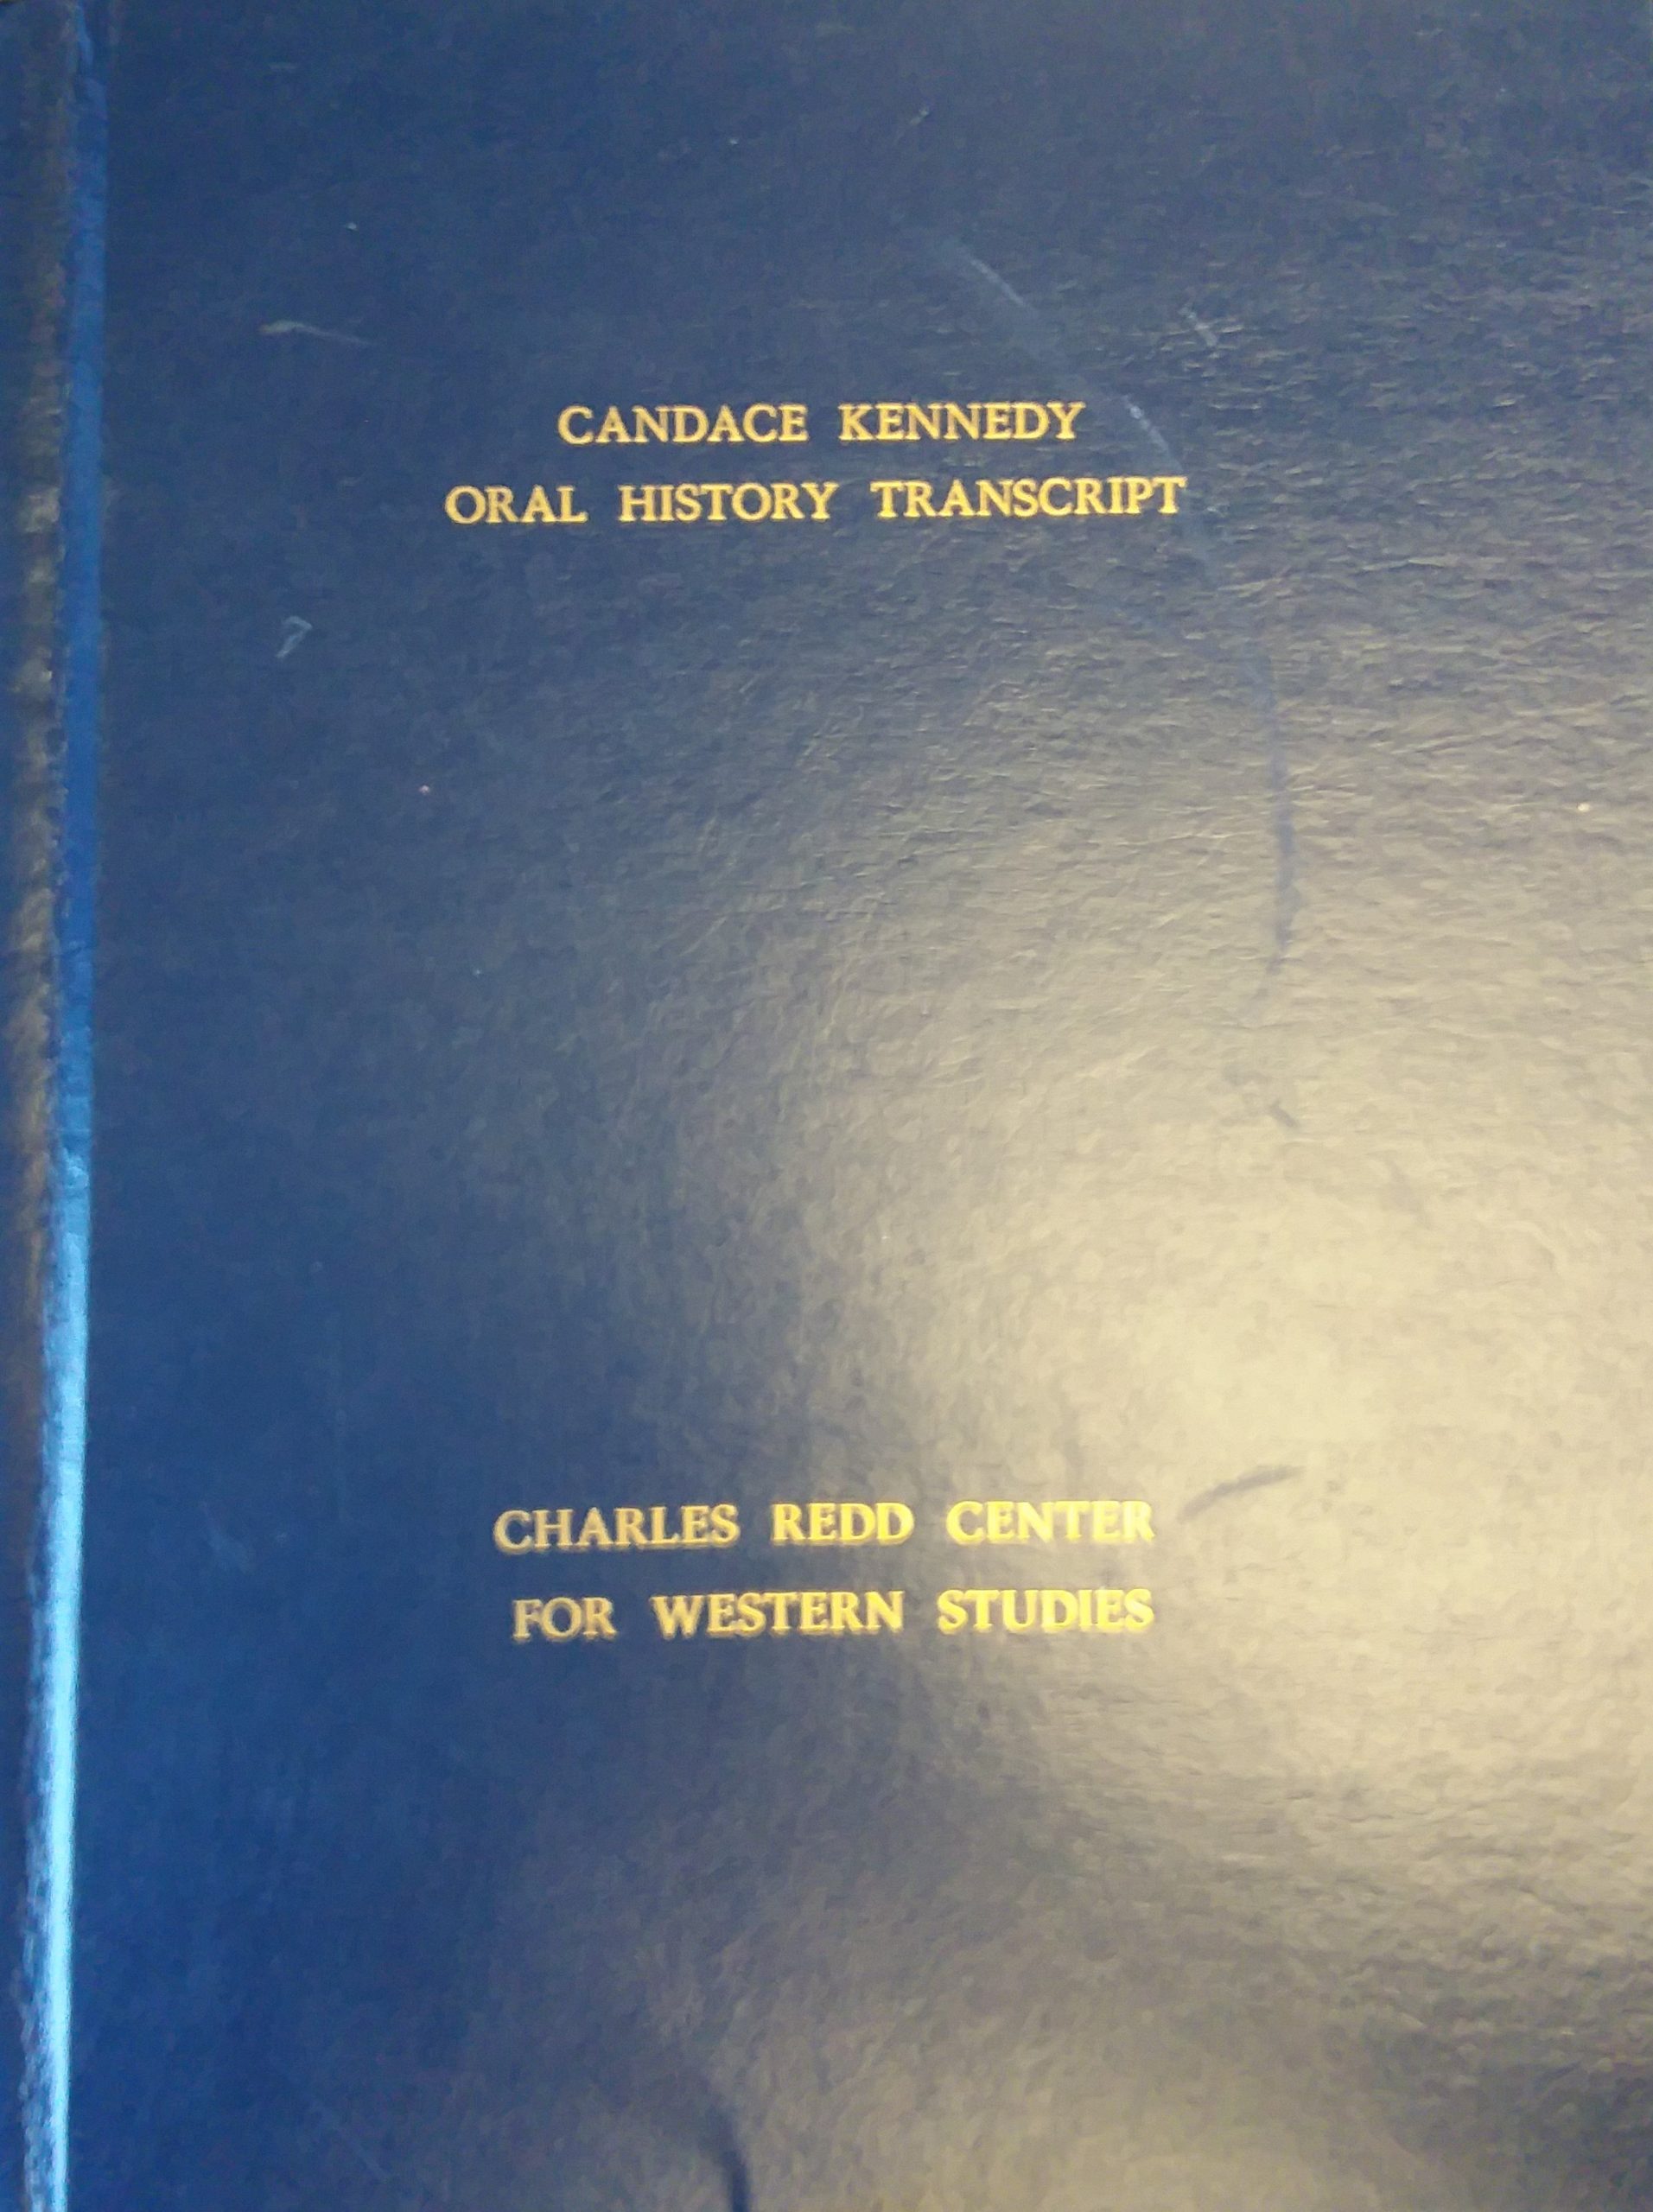 CANDACE KENNEDY
ORAL HISTORY TRANSCRIPT
CHARLES REDD CENTER
FOR WESTERN STUDIES